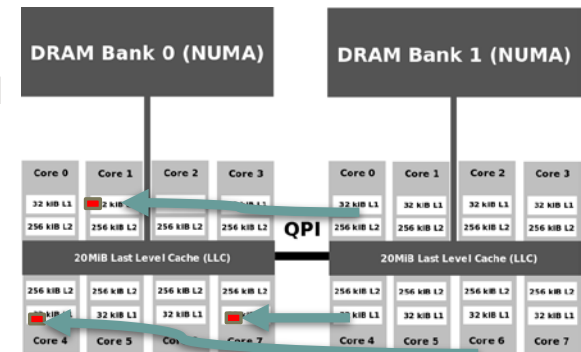 DRAM Bank 0 (NUMA) DRAM Bank 1 (NUMA)
Core 0 Core 1 Core 2 Core 3 Core 0 Core 1 Core 2 Core 3
32 kiB L1 2 kiB L1 32 kiB L1 32 kiB L1 32 kiB L1 32 kiB L1
256 kiB L2 256 kiB L2 256 kiB L2 256 kiB L2 QPI 256 kiB L2 256 kiB L2 256 kiB L2 256 kiB L2
20MiB Last Level Cache (LLC) 20MiB Last Level Cache (LLC)
256 kiB L2 256 kiB L2 256 kiB L2 256 kiB L2 256 kiB L2 256 kiB L2 256 kiB L2 256 kiB L2
32 kiB L1 32 kiB L1 kiB L1 32 kiB L1 32 kiB L1 32 kiB L1
Core 4 Core 5 Core 7 Core 4 Core 5 Core 6 Core 7